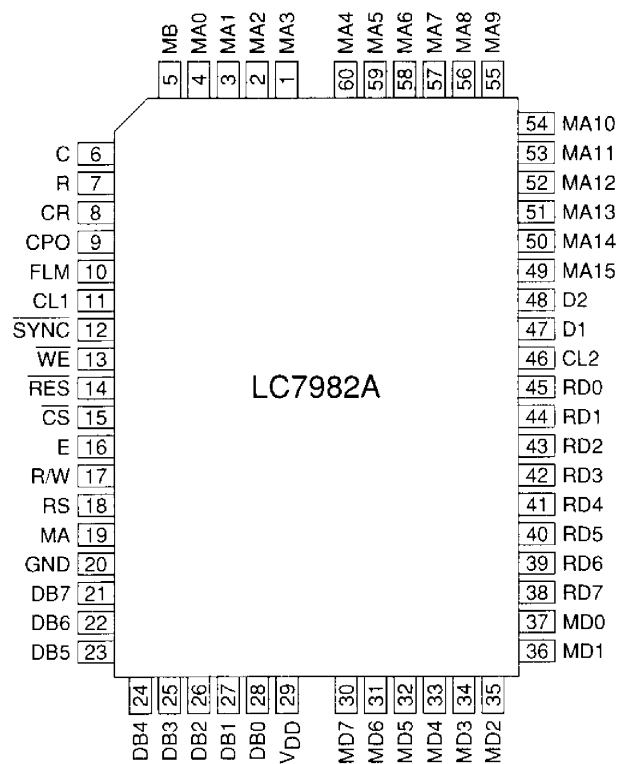 MB MA0 MA1 MA2 MA3 MA4 MA5 MA6 MA7 MA8 MA9
5 4 3 2 1 60 59 58 57 56 55
C 6
R 7
CR 8
CPO 9
FLM 10
CL1 11
SYNC 12
WE 13
RES 14
CS 15
E 16
R/W 17
RS 18
MA 19
GND 20
DB7 21
DB6 22
DB5 23
LC7982A
54 MA10
53 MA11
52 MA12
51 MA13
50 MA14
49 MA15
48 D2
47 D1
46 CL2
45 RD0
44 RD1
43 RD2
42 RD3
41 RD4
40 RD5
39 RD6
38 RD7
37 MD0
36 MD1
24 25 26 27 28 29 30 31 32 33 34 35
DB4 DB3 DB2 DB1 DB0 VDD MD7 MD6 MD5 MD4 MD3 MD2